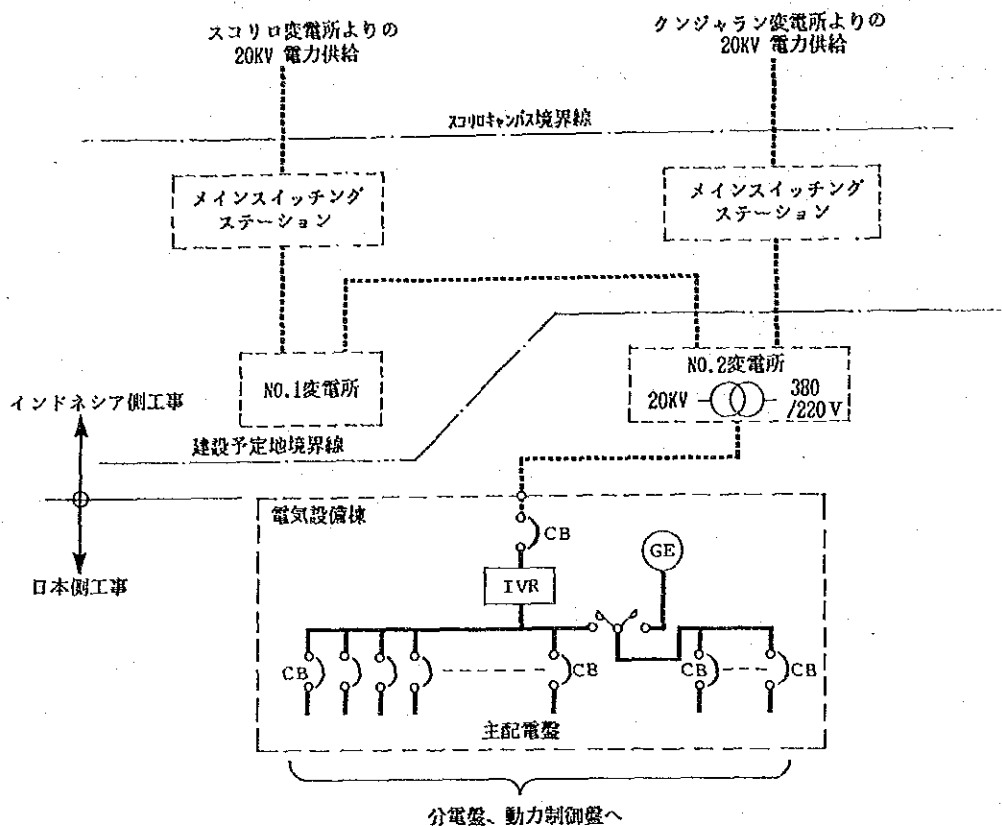 スコリロ変電所よりの
20KV 電力供給
クンジャラン変電所よりの
20KV 電力供給
スコリロキャンパス境界線
メインスイッチング
ステーション
メインスイッチング
ステーション
NO.1変電所
NO.2変電所
20KV
380
/220V
インドネシア側工事
建設予定地境界線
日本側工事
電気設備棟
CB
GE
IVR
CB
CB
CB
CB
主配電盤
分電盤、動力制御盤へ